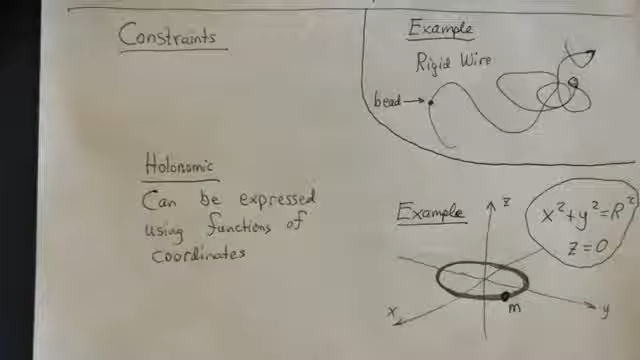 Constraints
Example
Rigid Wire
bead
Holonomic
Can be expressed
using functions of
coordinates
Example
z
x² + y² = R²
z = 0
x
y
m